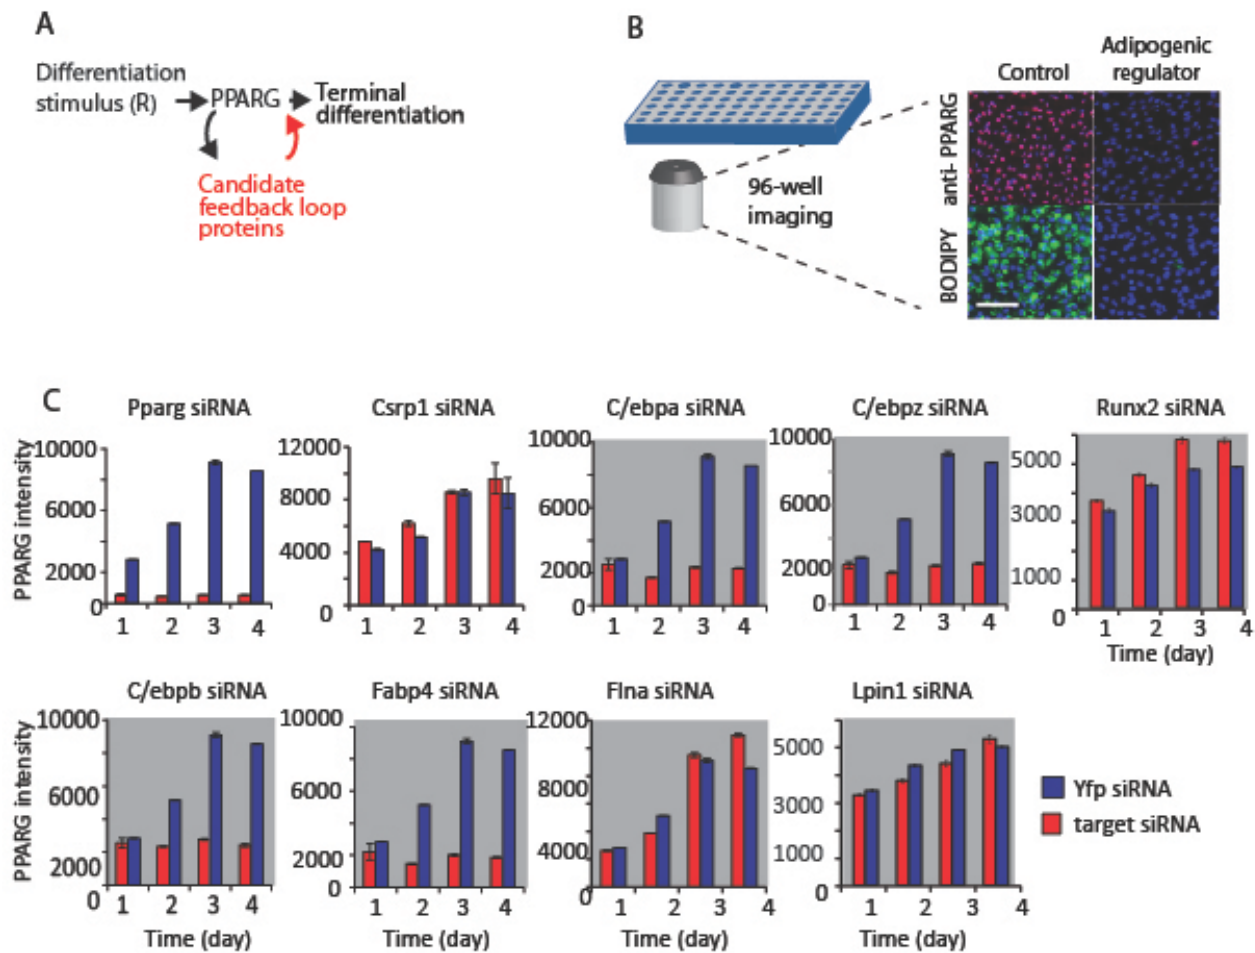 A
Differentiation
stimulus (R)
PPARG
Terminal
differentiation
Candidate
feedback loop
proteins
B
96-well
imaging
Control
Adipogenic
regulator
anti- PPARG
BODIPY
C
Pparg siRNA
PPARG intensity
10000
6000
2000
0
1 2 3 4
Csrp1 siRNA
12000
8000
4000
0
1 2 3 4
C/ebpa siRNA
10000
6000
2000
0
1 2 3 4
C/ebpz siRNA
10000
6000
2000
0
1 2 3 4
Runx2 siRNA
5000
3000
1000
0
1 2 3 4
Time (day)
C/ebpb siRNA
PPARG intensity
10000
6000
2000
0
1 2 3 4
Time (day)
Fabp4 siRNA
10000
6000
2000
0
1 2 3 4
Time (day)
Flna siRNA
12000
8000
4000
0
1 2 3 4
Time (day)
Lpin1 siRNA
5000
3000
1000
0
1 2 3 4
Time (day)
Yfp siRNA
target siRNA